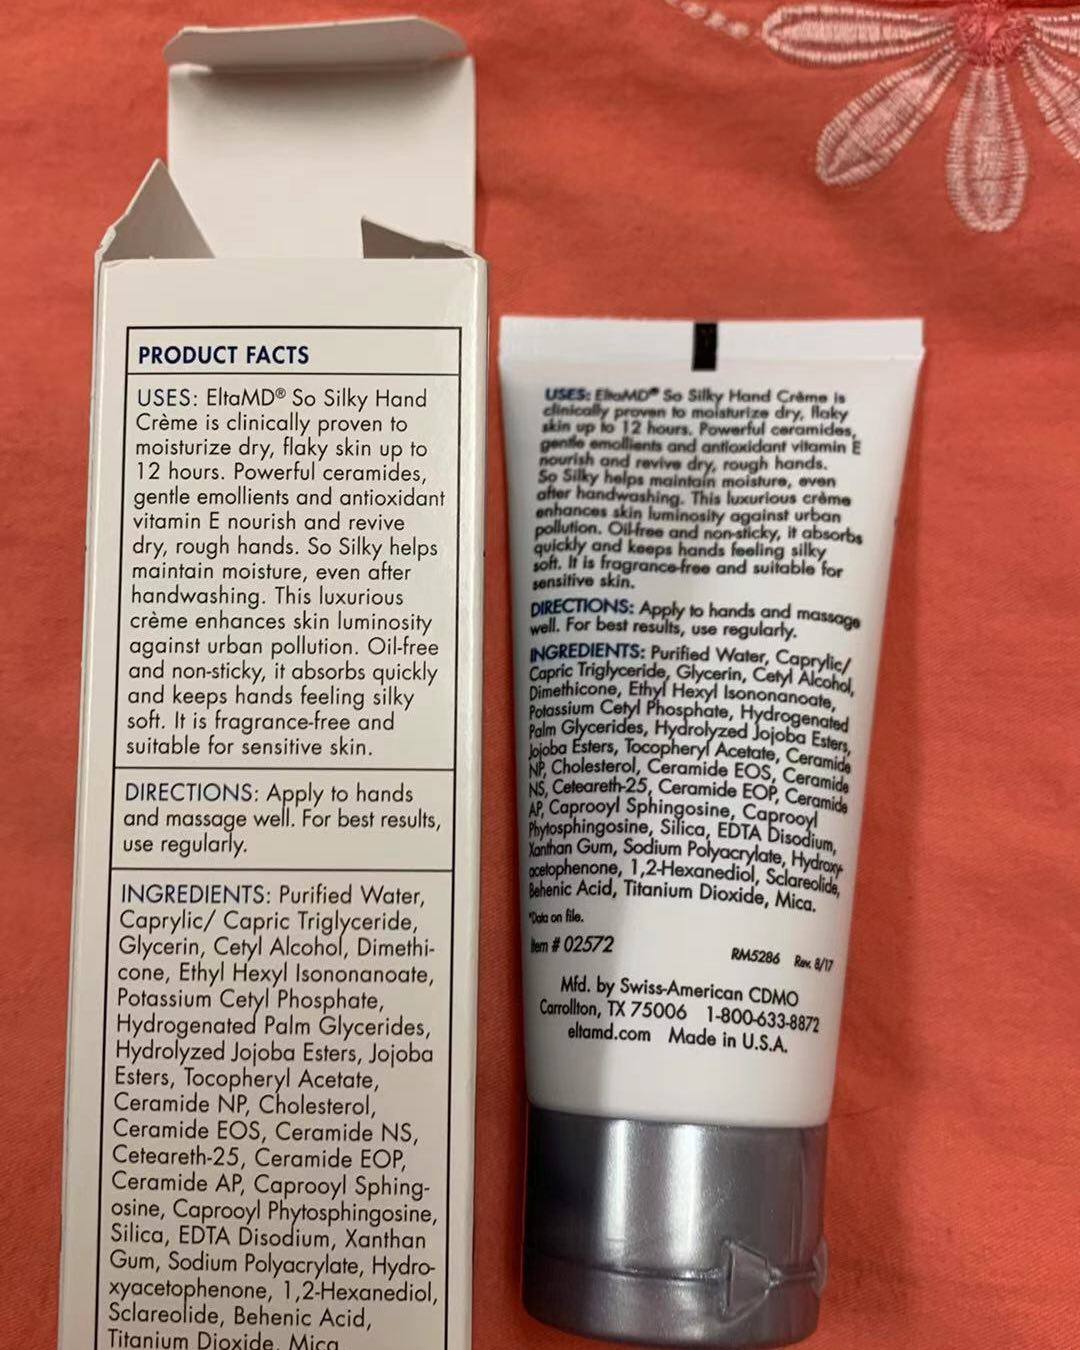 PRODUCT FACTS
USES: EltaMD® So Silky Hand
Crème is clinically proven to
moisturize dry, flaky skin up to
12 hours. Powerful ceramides,
gentle emollients and antioxidant
vitamin E nourish and revive
dry, rough hands. So Silky helps
maintain moisture, even after
handwashing. This luxurious
crème enhances skin luminosity
against urban pollution. Oil-free
and non-sticky, it absorbs quickly
and keeps hands feeling silky
soft. It is fragrance-free and
suitable for sensitive skin.
DIRECTIONS: Apply to hands
and massage well. For best results,
use regularly.
INGREDIENTS: Purified Water,
Caprylic/ Capric Triglyceride,
Glycerin, Cetyl Alcohol, Dimethi-
cone, Ethyl Hexyl Isononanoate,
Potassium Cetyl Phosphate,
Hydrogenated Palm Glycerides,
Hydrolyzed Jojoba Esters, Jojoba
Esters, Tocopheryl Acetate,
Ceramide NP, Cholesterol,
Ceramide EOS, Ceramide NS,
Ceteareth-25, Ceramide EOP,
Ceramide AP, Caprooyl Sphing-
osine, Caprooyl Phytosphingosine,
Silica, EDTA Disodium, Xanthan
Gum, Sodium Polyacrylate, Hydro-
xyacetophenone, 1,2-Hexanediol,
Sclareolide, Behenic Acid,
Titanium Dioxide, Mica
USES: EltaMD® So Silky Hand Crème is
clinically proven to moisturize dry, flaky
skin up to 12 hours. Powerful ceramides,
gentle emollients and antioxidant vitamin E
nourish and revive dry, rough hands.
So Silky helps maintain moisture, even
after handwashing. This luxurious crème
enhances skin luminosity against urban
pollution. Oil-free and non-sticky, it absorbs
quickly and keeps hands feeling silky
soft. It is fragrance-free and suitable for
sensitive skin.
DIRECTIONS: Apply to hands and massage
well. For best results, use regularly.
INGREDIENTS: Purified Water, Caprylic/
Capric Triglyceride, Glycerin, Cetyl Alcohol,
Dimethicone, Ethyl Hexyl Isononanoate,
Potassium Cetyl Phosphate, Hydrogenated
Palm Glycerides, Hydrolyzed Jojoba Esters,
Jojoba Esters, Tocopheryl Acetate, Ceramide
NP, Cholesterol, Ceramide EOS, Ceramide
NS, Ceteareth-25, Ceramide EOP, Ceramide
AP, Caprooyl Sphingosine, Caprooyl
Phytosphingosine, Silica, EDTA Disodium,
Xanthan Gum, Sodium Polyacrylate, Hydroxy-
acetophenone, 1,2-Hexanediol, Sclareolide,
Behenic Acid, Titanium Dioxide, Mica.
*Data on file.
Item # 02572
RM5286 Rev. 8/17
Mfd. by Swiss-American CDMO
Carrollton, TX 75006 1-800-633-8872
eltamd.com Made in U.S.A.